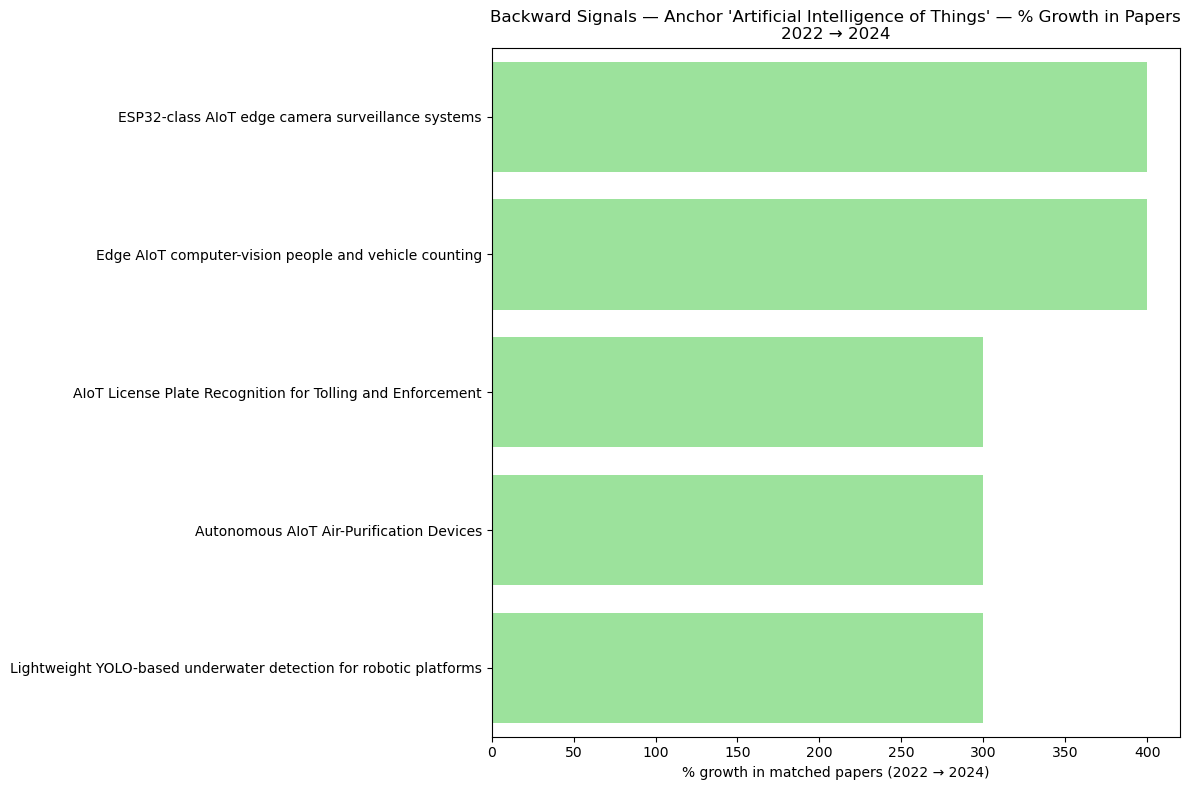 Backward Signals — Anchor 'Artificial Intelligence of Things' — % Growth in Papers
2022 → 2024
ESP32-class AIoT edge camera surveillance systems
Edge AIoT computer-vision people and vehicle counting
AIoT License Plate Recognition for Tolling and Enforcement
Autonomous AIoT Air-Purification Devices
Lightweight YOLO-based underwater detection for robotic platforms
0 50 100 150 200 250 300 350 400
% growth in matched papers (2022 → 2024)